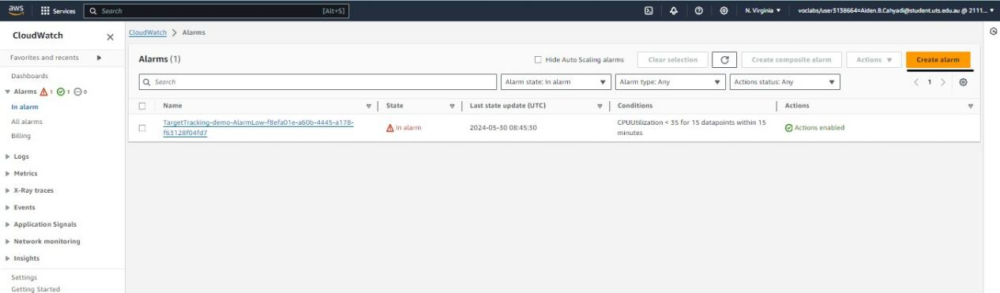 aws
Services
Search
[Alt+S]
N. Virginia
voclabs/user3138664=Aiden.B.Cahyadi@student.uts.edu.au @ 2111...
CloudWatch
Favorites and recents
Dashboards
Alarms 1 1 0
In alarm
All alarms
Billing
Logs
Metrics
X-Ray traces
Events
Application Signals
Network monitoring
Insights
Settings
Getting Started
CloudWatch > Alarms
Alarms (1)
Hide Auto Scaling alarms
Clear selection
Create composite alarm
Actions
Create alarm
Search
Alarm state: In alarm
Alarm type: Any
Actions status: Any
1
Name
State
Last state update (UTC)
Conditions
Actions
TargetTracking-demo-AlarmLow-f8efa01e-a60b-4445-a178-
f63128f04fd7
In alarm
2024-05-30 08:45:30
CPUUtilization < 35 for 15 datapoints within 15
minutes
Actions enabled